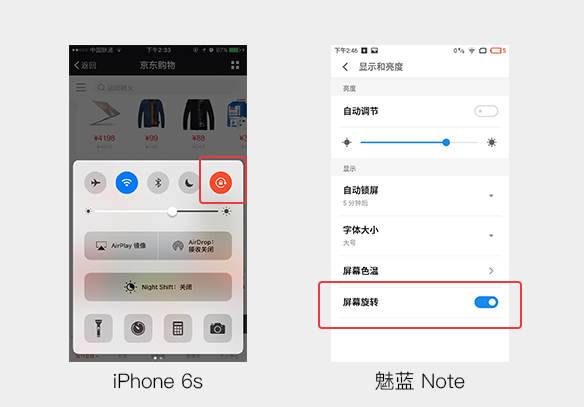 中国联通 下午2:33 67%
返回 京东购物
运动精女
¥4198 ¥99 ¥88
AirPlay 镜像
AirDrop:
接收关闭
Night Shift: 关闭
iPhone 6s
下午2:46 0% 5
显示和亮度
亮度
自动调节
显示
自动锁屏
5 分钟后
字体大小
大号
屏幕色温
屏幕旋转
魅蓝 Note